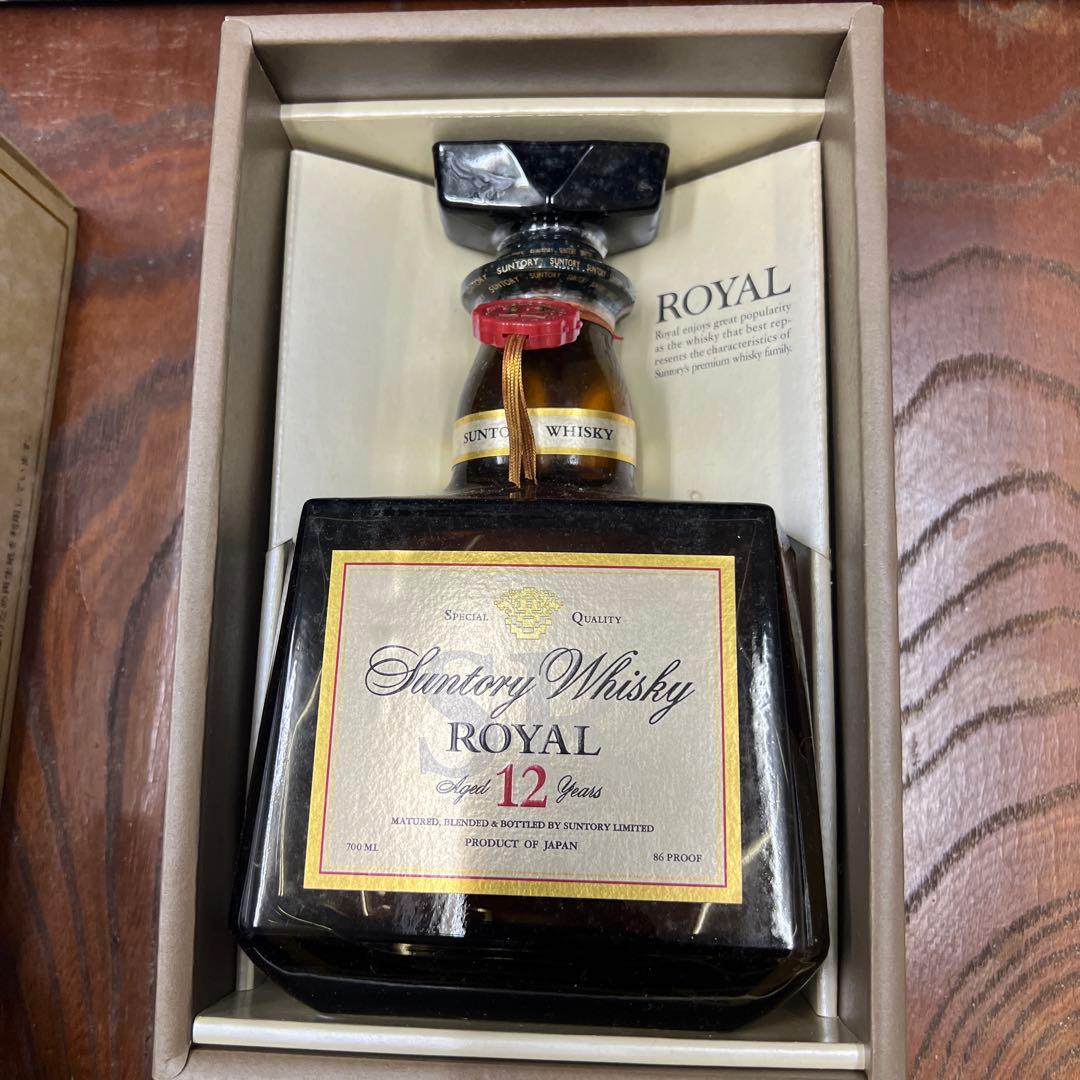 SUNTORY SUNTORY
SUNTORY
ROYAL
Royal enjoys great popularity
as the whisky that best rep-
resents the characteristics of
Suntory's premium whisky family.
WHISKY
SPECIAL QUALITY
Suntory Whisky
ROYAL
Aged 12 Years
MATURED, BLENDED & BOTTLED BY SUNTORY LIMITED
PRODUCT OF JAPAN
700 ML
86 PROOF